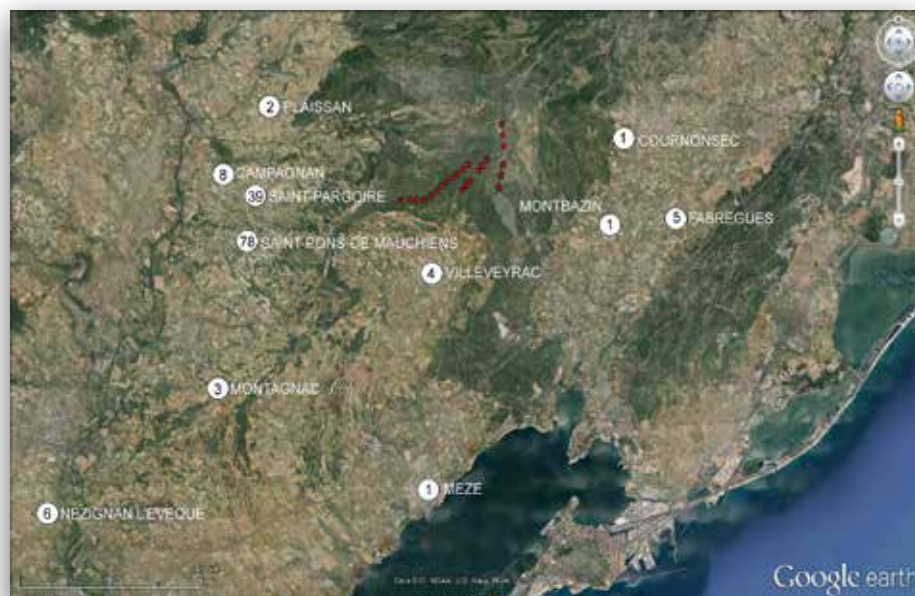 2 PLAISSAN
1 COURNONSEC
8 CAMPAGNAN
39 SAINT-PARGOIRE
MONTBAZIN 1
5 FABREGUES
78 SAINT-PONS-DE-MAUCHIENS
4 VILLEVEYRAC
3 MONTAGNAC
1 MEZE
6 NEZIGNAN L'EVEQUE
Google earth